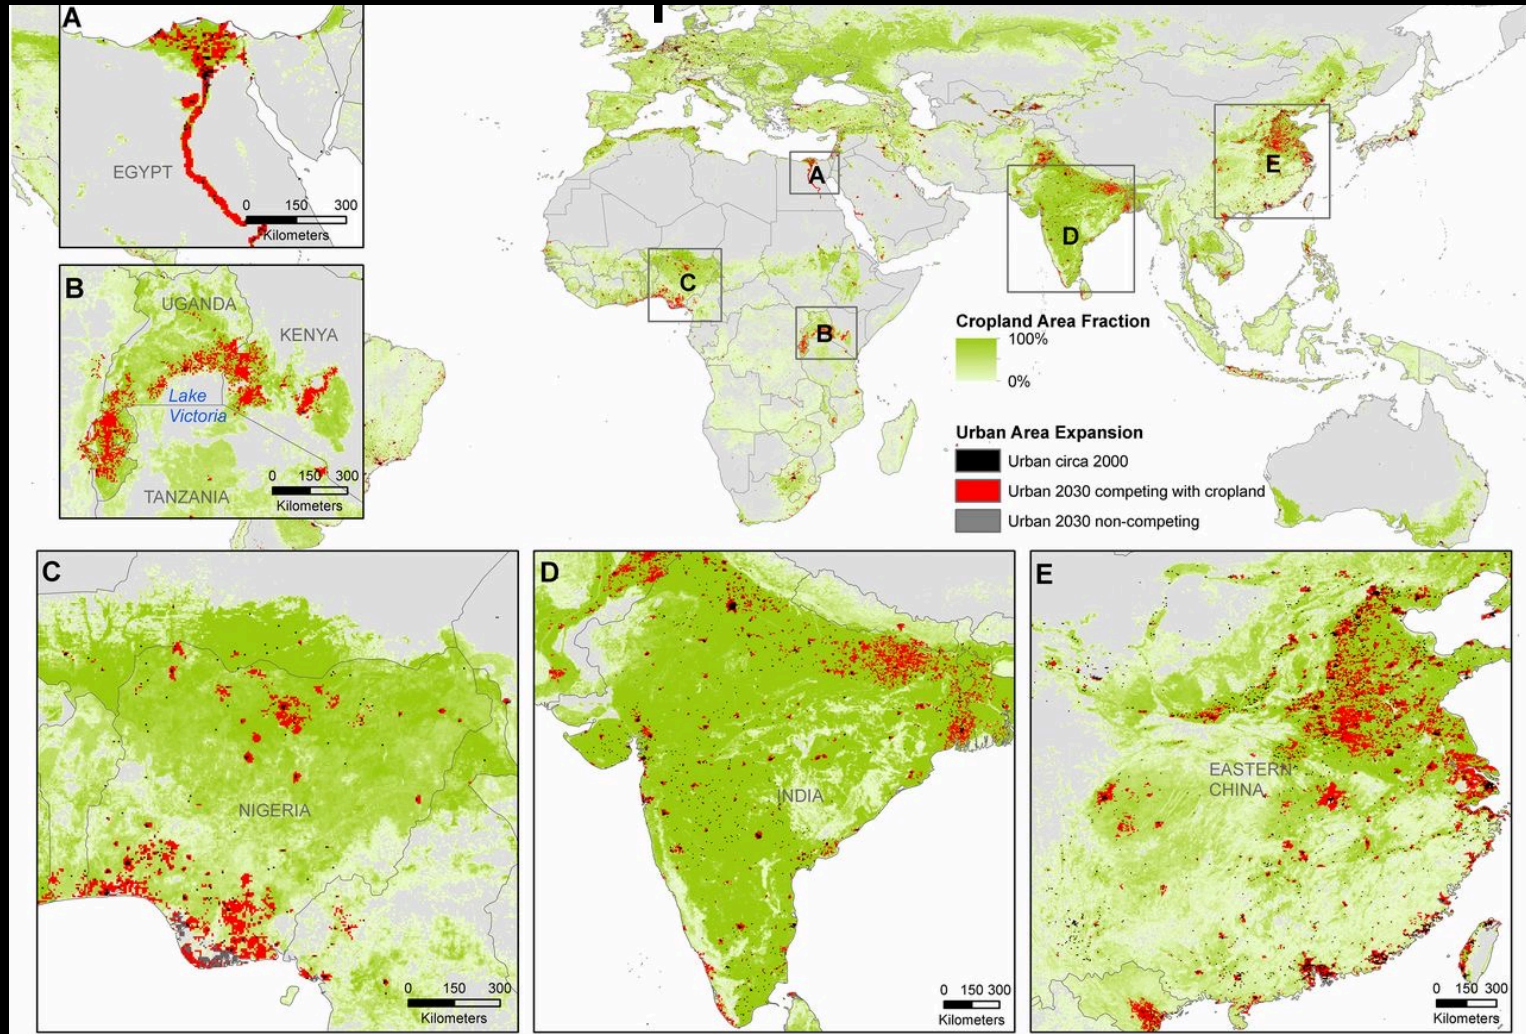 A
EGYPT
0 150 300
Kilometers
B
UGANDA
KENYA
Lake
Victoria
TANZANIA
0 150 300
Kilometers
A
B
C
D
E
Cropland Area Fraction
100%
0%
Urban Area Expansion
Urban circa 2000
Urban 2030 competing with cropland
Urban 2030 non-competing
C
NIGERIA
0 150 300
Kilometers
D
INDIA
0 150 300
Kilometers
E
EASTERN
CHINA
0 150 300
Kilometers